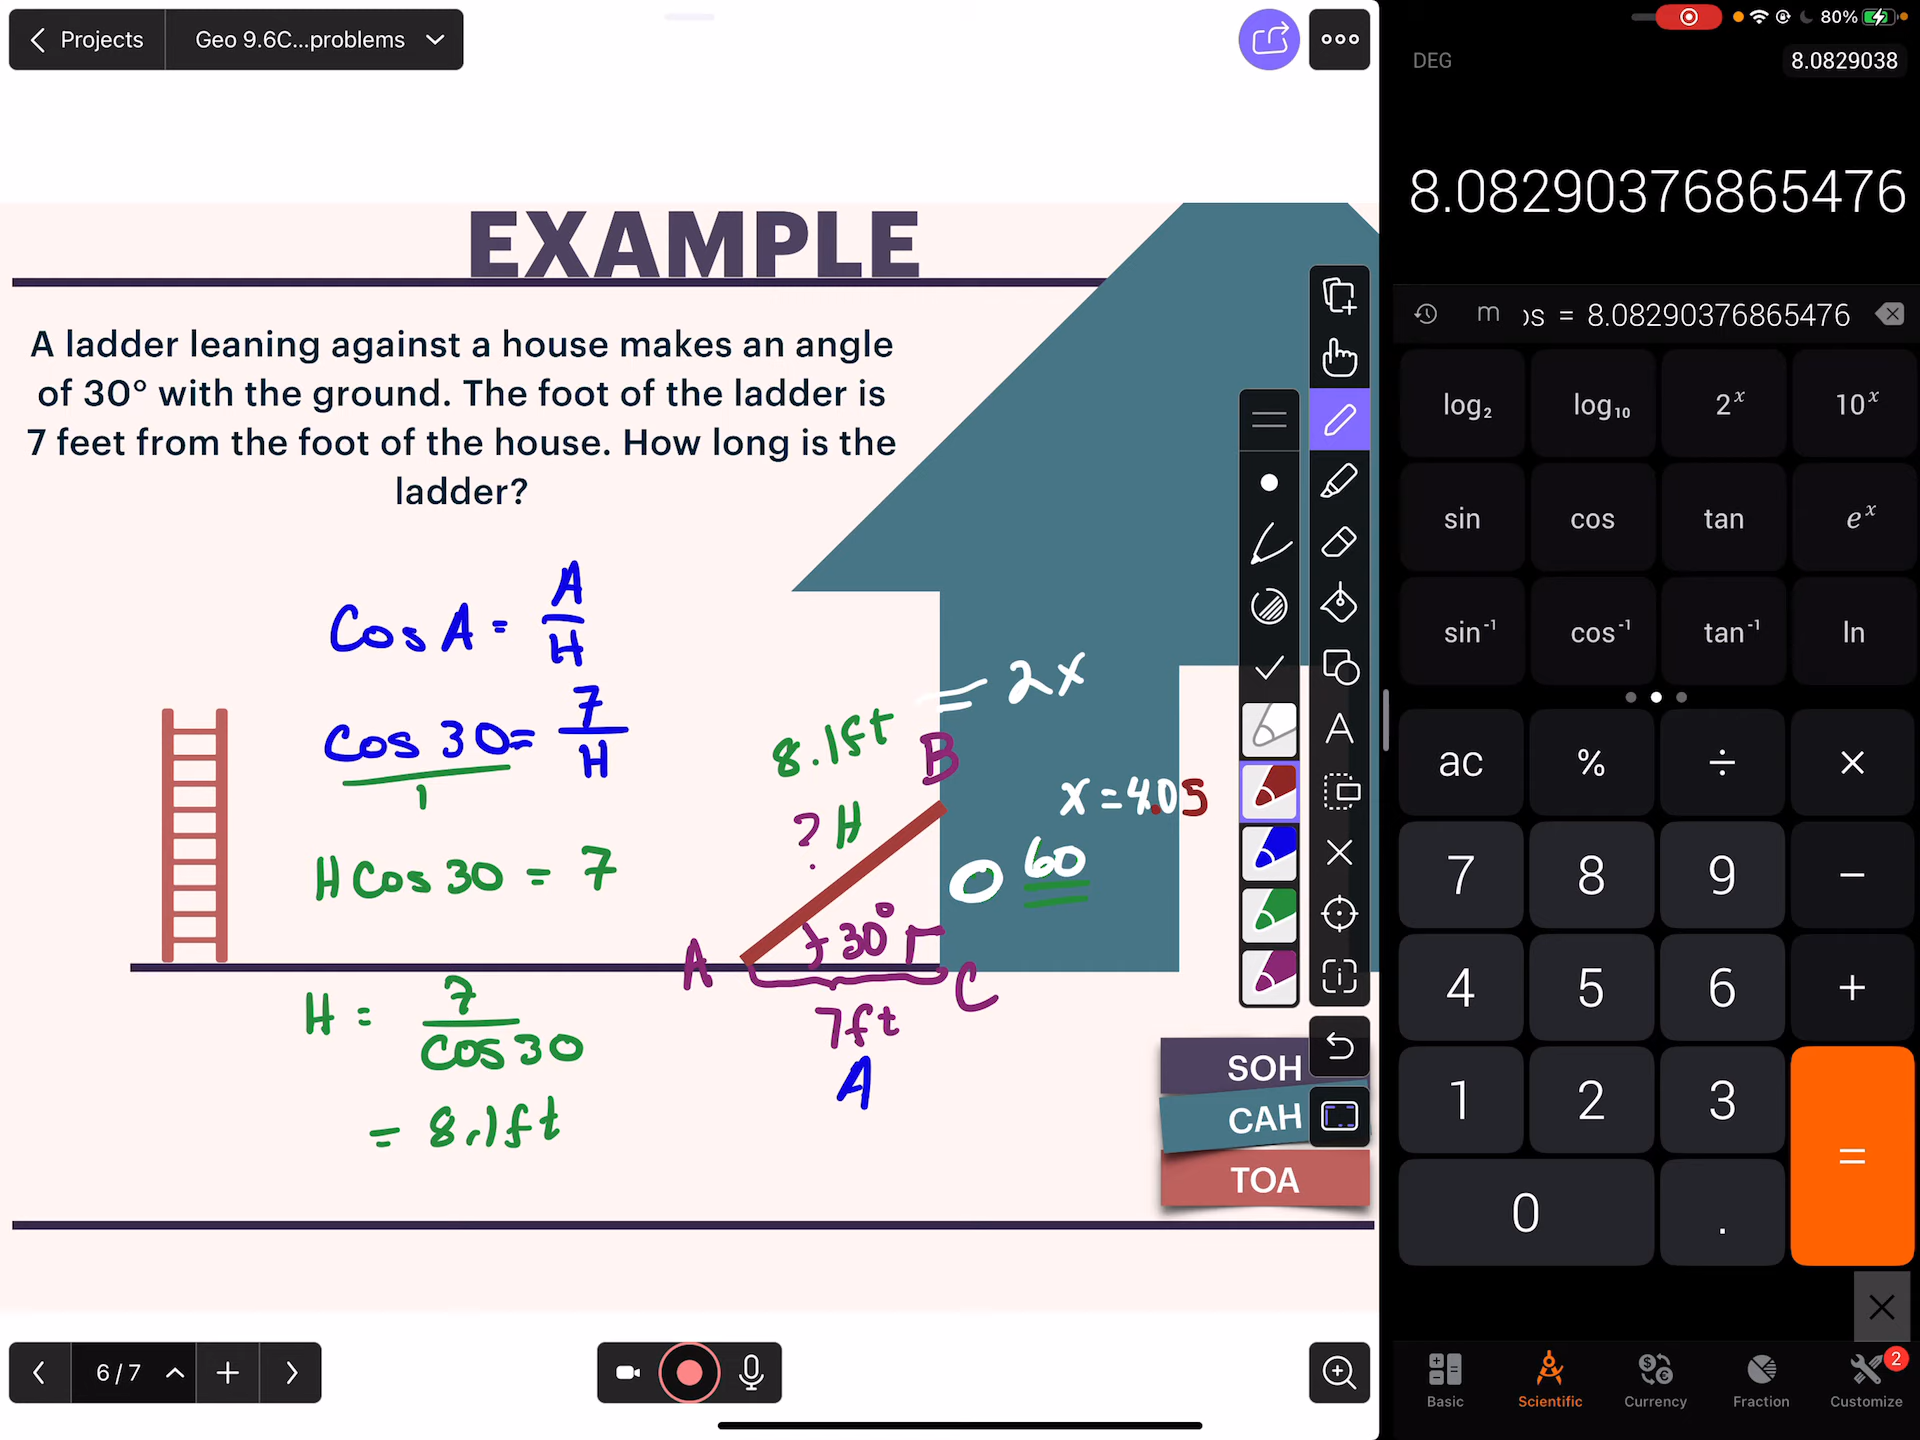 Projects
Geo 9.6C...problems
EXAMPLE
A ladder leaning against a house makes an angle
of 30° with the ground. The foot of the ladder is
7 feet from the foot of the house. How long is the
ladder?
Cos A = A/H
Cos 30 = 7/H
1
H Cos 30 = 7
H = 7/Cos 30
= 8.1ft
8.1ft
= 2x
B
x = 4.05
? H
O
60
30°
A
C
7ft
A
A
SOH
CAH
TOA
6/7
80%
DEG
8.0829038
8.08290376865476
m
os = 8.08290376865476
log₂
log₁₀
2ˣ
10ˣ
sin
cos
tan
eˣ
sin⁻¹
cos⁻¹
tan⁻¹
ln
ac
%
÷
×
7
8
9
−
4
5
6
+
1
2
3
=
0
.
2
Basic
Scientific
Currency
Fraction
Customize